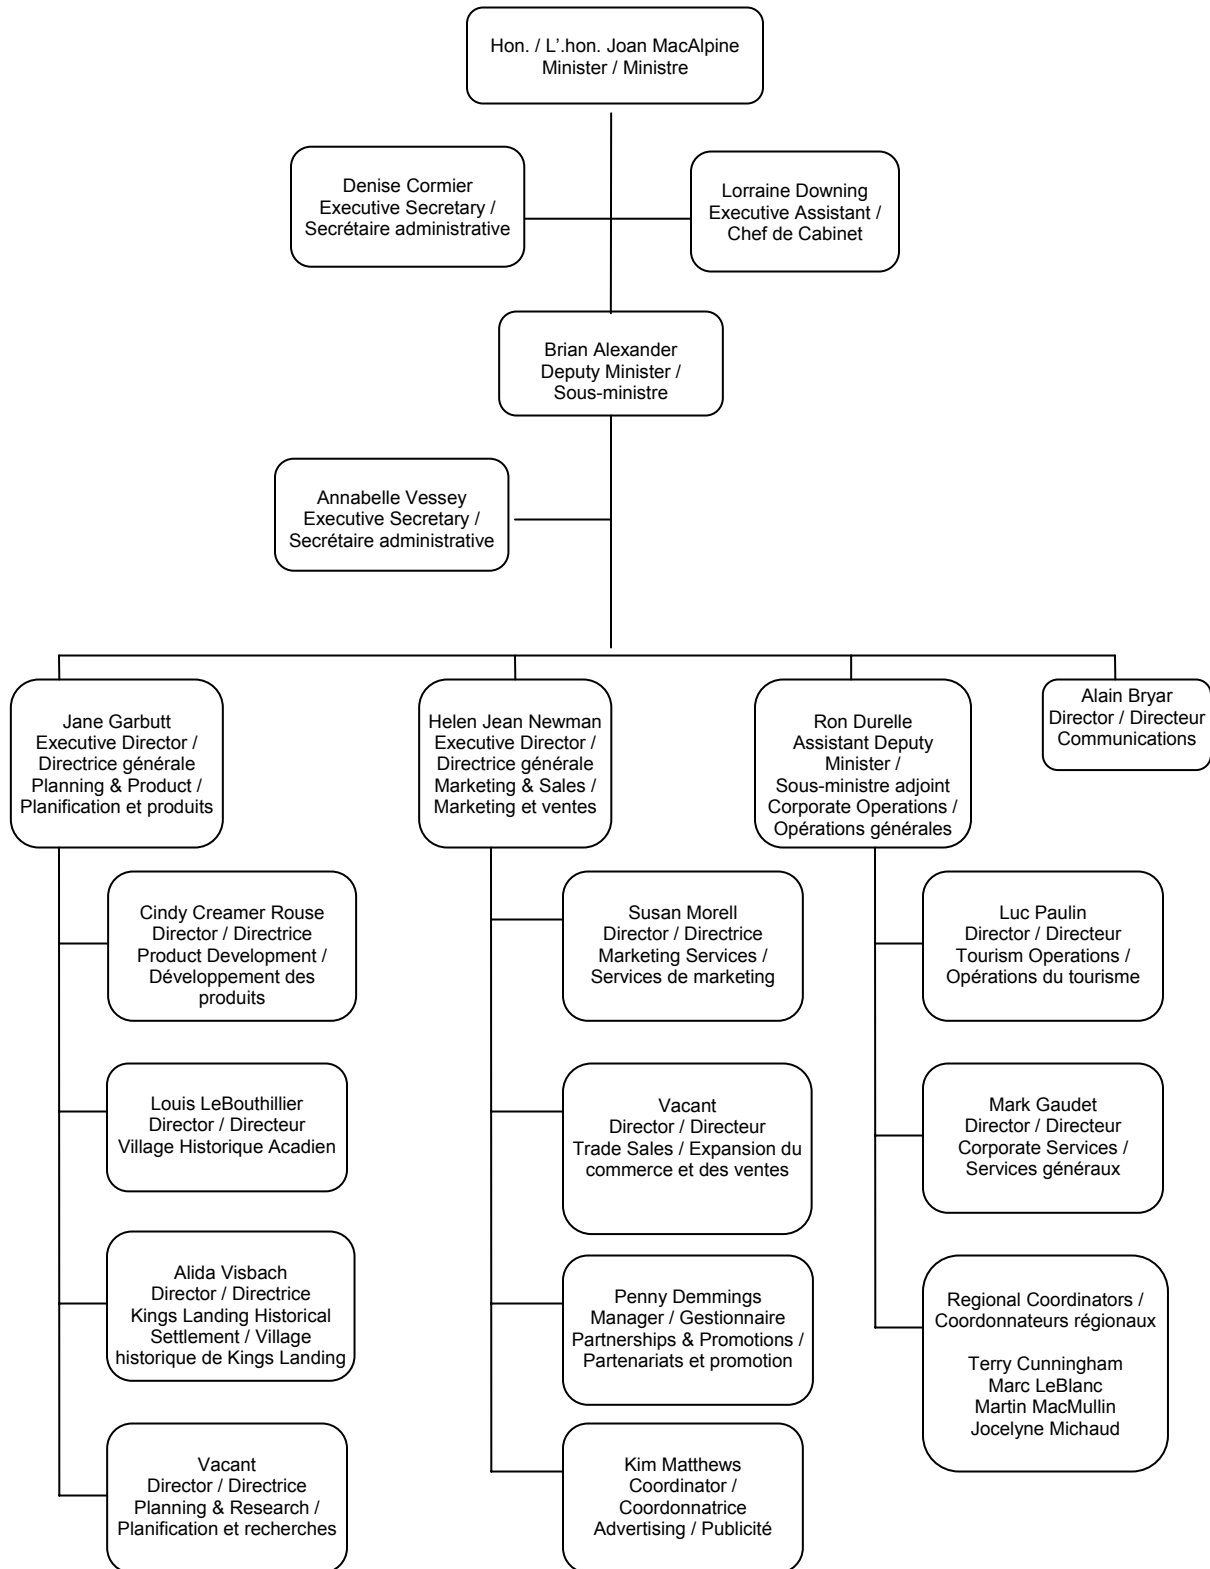 Hon. / L'.hon. Joan MacAlpine
Minister / Ministre
Denise Cormier
Executive Secretary /
Secrétaire administrative
Lorraine Downing
Executive Assistant /
Chef de Cabinet
Brian Alexander
Deputy Minister /
Sous-ministre
Annabelle Vessey
Executive Secretary /
Secrétaire administrative
Jane Garbutt
Executive Director /
Directrice générale
Planning & Product /
Planification et produits
Helen Jean Newman
Executive Director /
Directrice générale
Marketing & Sales /
Marketing et ventes
Ron Durelle
Assistant Deputy
Minister /
Sous-ministre adjoint
Corporate Operations /
Opérations générales
Alain Bryar
Director / Directeur
Communications
Cindy Creamer Rouse
Director / Directrice
Product Development /
Développement des
produits
Louis LeBouthillier
Director / Directeur
Village Historique Acadien
Alida Visbach
Director / Directrice
Kings Landing Historical
Settlement / Village
historique de Kings Landing
Vacant
Director / Directrice
Planning & Research /
Planification et recherches
Susan Morell
Director / Directrice
Marketing Services /
Services de marketing
Vacant
Director / Directeur
Trade Sales / Expansion du
commerce et des ventes
Penny Demmings
Manager / Gestionnaire
Partnerships & Promotions /
Partenariats et promotion
Kim Matthews
Coordinator /
Coordonnatrice
Advertising / Publicité
Luc Paulin
Director / Directeur
Tourism Operations /
Opérations du tourisme
Mark Gaudet
Director / Directeur
Corporate Services /
Services généraux
Regional Coordinators /
Coordonnateurs régionaux
Terry Cunningham
Marc LeBlanc
Martin MacMullin
Jocelyne Michaud